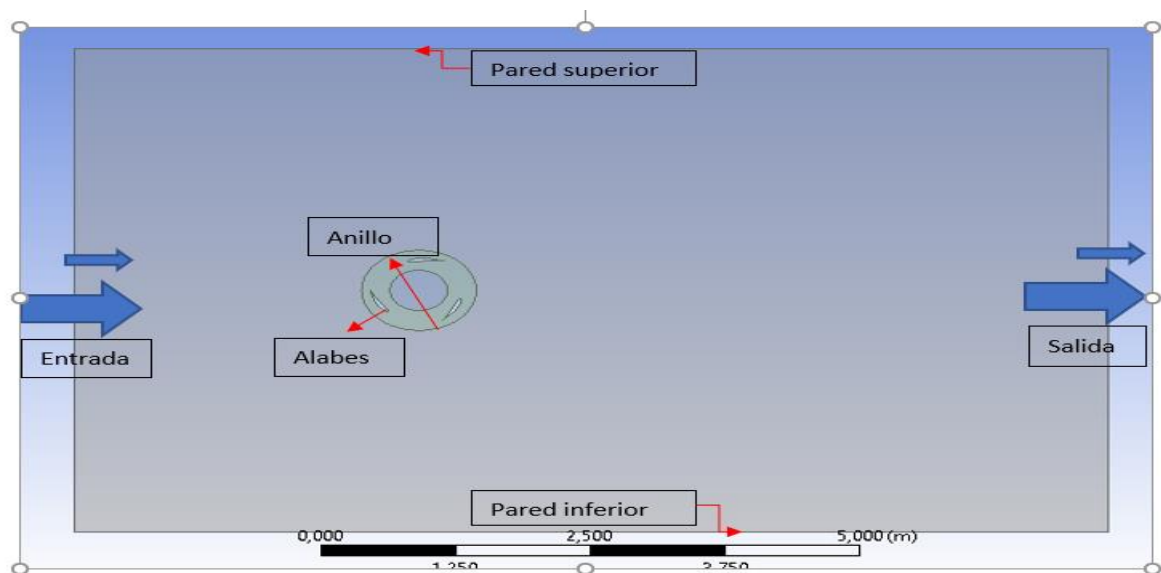 Pared superior
Anillo
Entrada
Alabes
Salida
Pared inferior
0,000 2,500 5,000 (m)
1,250 3,750